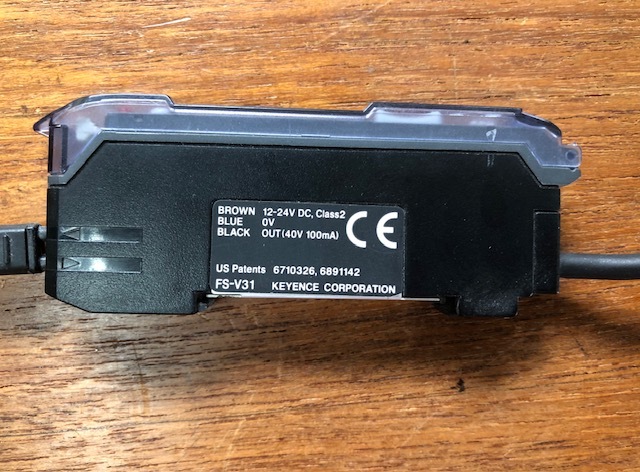 BROWN 12-24V DC, Class2
BLUE 0V
BLACK OUT(40V 100mA)
CE
US Patents 6710326,6891142
FS-V31 KEYENCE CORPORATION